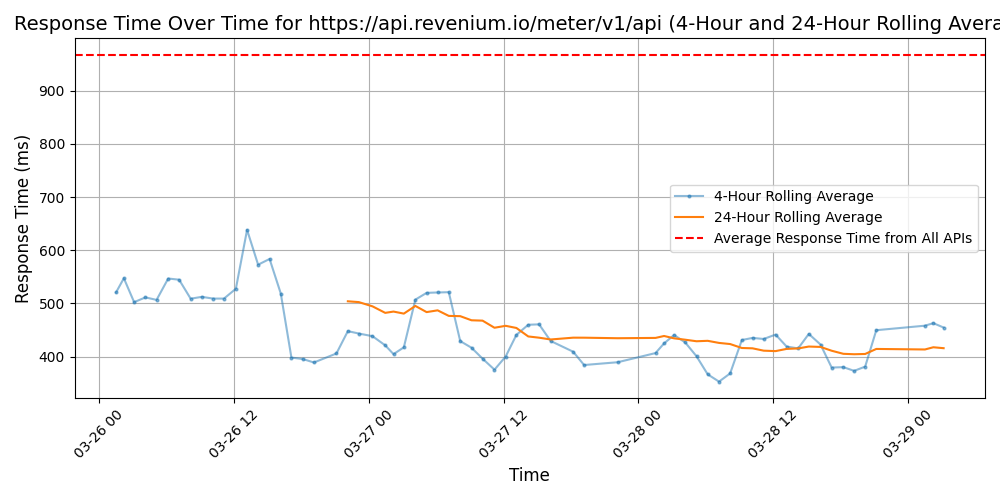 Response Time Over Time for https://api.revenium.io/meter/v1/api (4-Hour and 24-Hour Rolling Avera
Response Time (ms)
900
800
700
600
500
400
4-Hour Rolling Average
24-Hour Rolling Average
Average Response Time from All APIs
03-26 00
03-26 12
03-27 00
03-27 12
03-28 00
03-28 12
03-29 00
Time